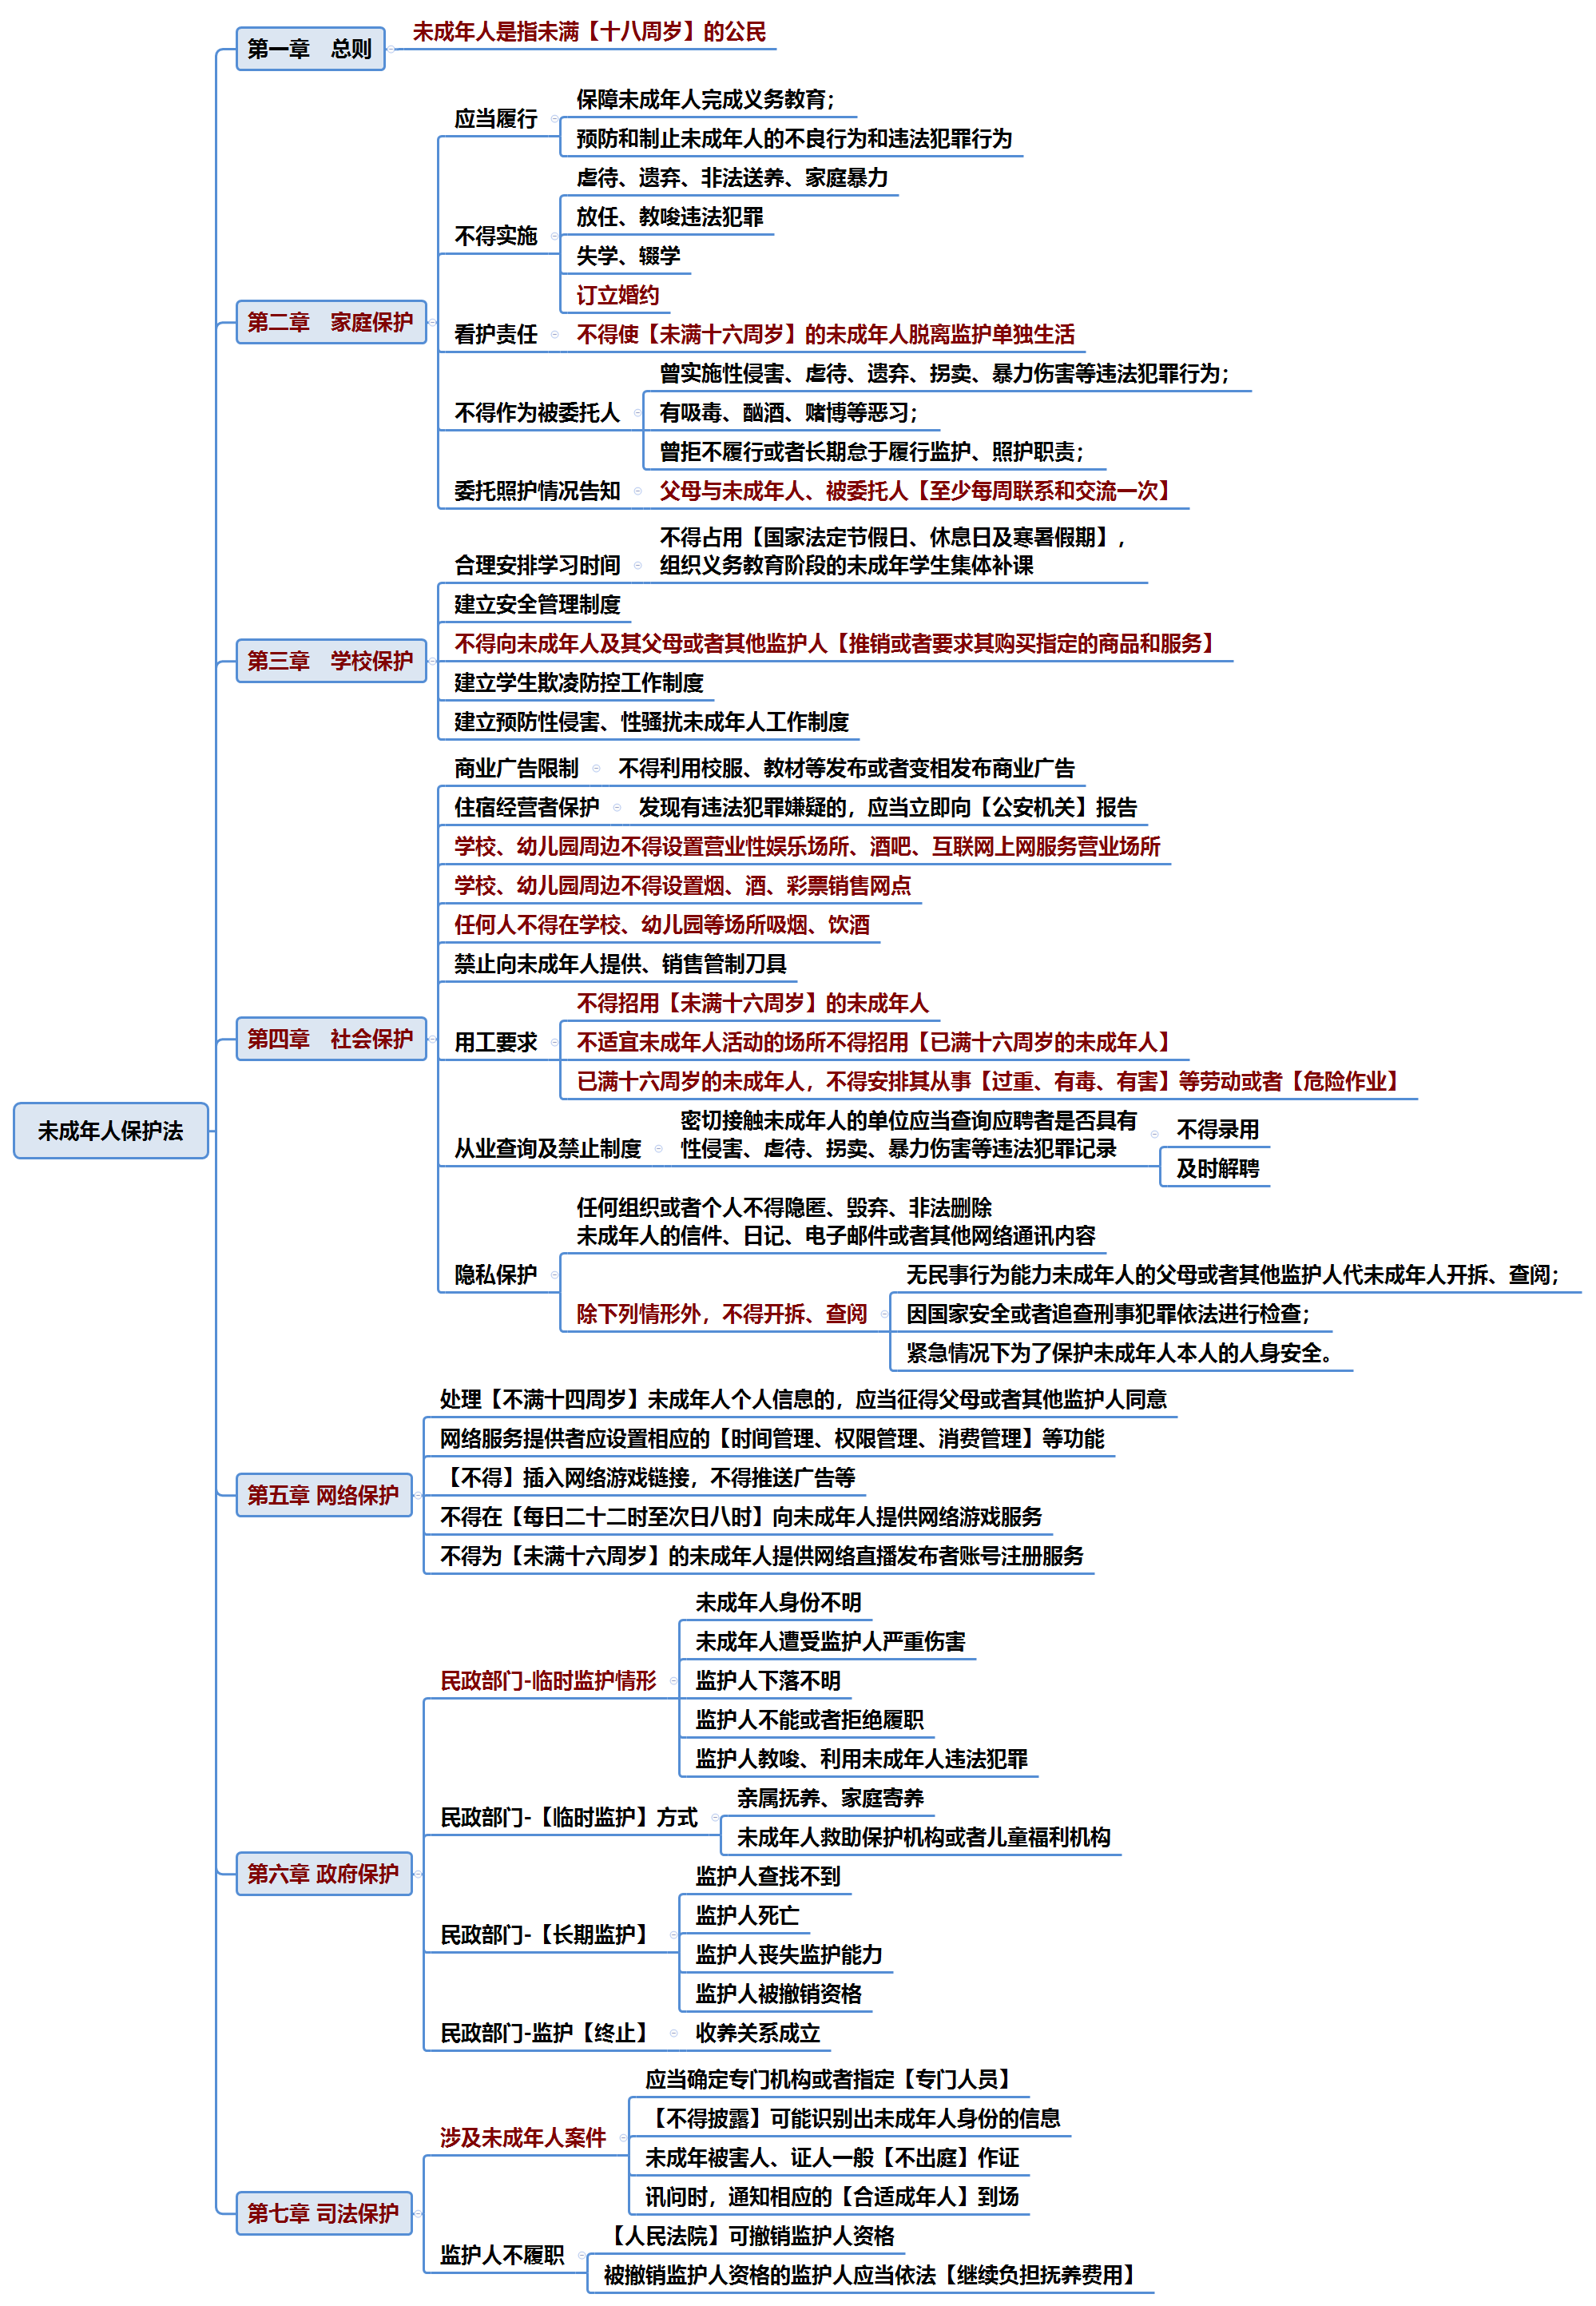 未成年人保护法
第一章　总则
未成年人是指未满【十八周岁】的公民
第二章　家庭保护
应当履行
保障未成年人完成义务教育；
预防和制止未成年人的不良行为和违法犯罪行为
不得实施
虐待、遗弃、非法送养、家庭暴力
放任、教唆违法犯罪
失学、辍学
订立婚约
看护责任
不得使【未满十六周岁】的未成年人脱离监护单独生活
不得作为被委托人
曾实施性侵害、虐待、遗弃、拐卖、暴力伤害等违法犯罪行为；
有吸毒、酗酒、赌博等恶习；
曾拒不履行或者长期怠于履行监护、照护职责；
委托照护情况告知
父母与未成年人、被委托人【至少每周联系和交流一次】
第三章　学校保护
合理安排学习时间
不得占用【国家法定节假日、休息日及寒暑假期】，
组织义务教育阶段的未成年学生集体补课
建立安全管理制度
不得向未成年人及其父母或者其他监护人【推销或者要求其购买指定的商品和服务】
建立学生欺凌防控工作制度
建立预防性侵害、性骚扰未成年人工作制度
第四章　社会保护
商业广告限制
不得利用校服、教材等发布或者变相发布商业广告
住宿经营者保护
发现有违法犯罪嫌疑的，应当立即向【公安机关】报告
学校、幼儿园周边不得设置营业性娱乐场所、酒吧、互联网上网服务营业场所
学校、幼儿园周边不得设置烟、酒、彩票销售网点
任何人不得在学校、幼儿园等场所吸烟、饮酒
禁止向未成年人提供、销售管制刀具
用工要求
不得招用【未满十六周岁】的未成年人
不适宜未成年人活动的场所不得招用【已满十六周岁的未成年人】
已满十六周岁的未成年人，不得安排其从事【过重、有毒、有害】等劳动或者【危险作业】
从业查询及禁止制度
密切接触未成年人的单位应当查询应聘者是否具有
性侵害、虐待、拐卖、暴力伤害等违法犯罪记录
不得录用
及时解聘
隐私保护
任何组织或者个人不得隐匿、毁弃、非法删除
未成年人的信件、日记、电子邮件或者其他网络通讯内容
除下列情形外，不得开拆、查阅
无民事行为能力未成年人的父母或者其他监护人代未成年人开拆、查阅；
因国家安全或者追查刑事犯罪依法进行检查；
紧急情况下为了保护未成年人本人的人身安全。
第五章 网络保护
处理【不满十四周岁】未成年人个人信息的，应当征得父母或者其他监护人同意
网络服务提供者应设置相应的【时间管理、权限管理、消费管理】等功能
【不得】插入网络游戏链接，不得推送广告等
不得在【每日二十二时至次日八时】向未成年人提供网络游戏服务
不得为【未满十六周岁】的未成年人提供网络直播发布者账号注册服务
第六章 政府保护
民政部门-临时监护情形
未成年人身份不明
未成年人遭受监护人严重伤害
监护人下落不明
监护人不能或者拒绝履职
监护人教唆、利用未成年人违法犯罪
民政部门-【临时监护】方式
亲属抚养、家庭寄养
未成年人救助保护机构或者儿童福利机构
民政部门-【长期监护】
监护人查找不到
监护人死亡
监护人丧失监护能力
监护人被撤销资格
民政部门-监护【终止】
收养关系成立
第七章 司法保护
涉及未成年人案件
应当确定专门机构或者指定【专门人员】
【不得披露】可能识别出未成年人身份的信息
未成年被害人、证人一般【不出庭】作证
讯问时，通知相应的【合适成年人】到场
监护人不履职
【人民法院】可撤销监护人资格
被撤销监护人资格的监护人应当依法【继续负担抚养费用】